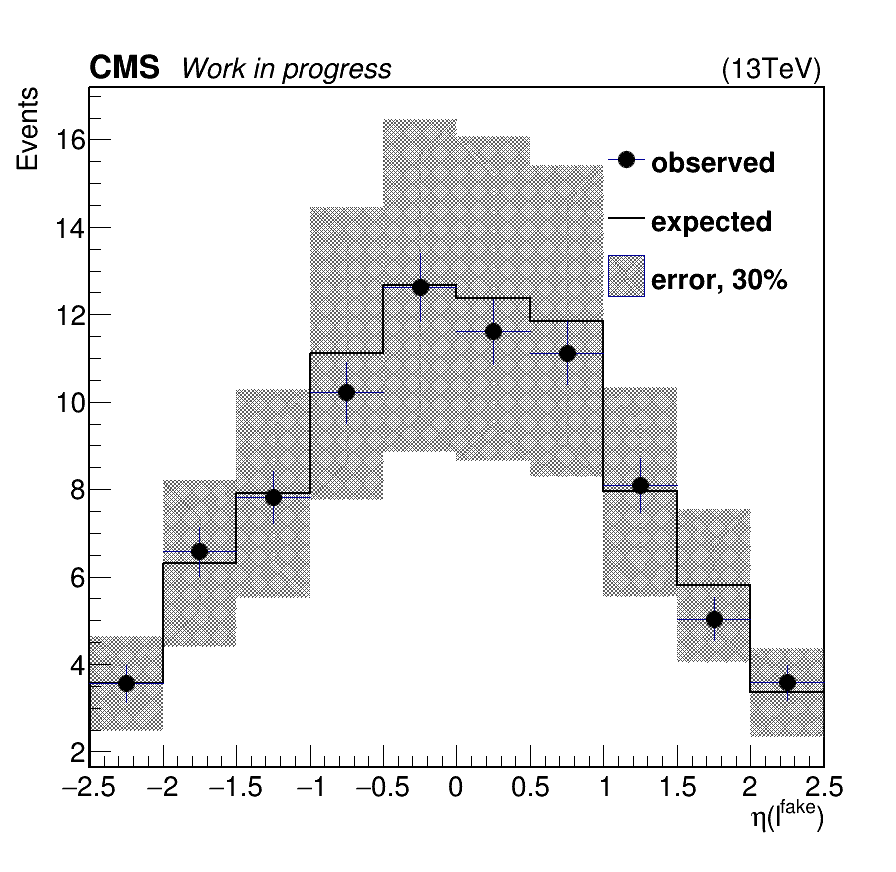 CMS Work in progress (13TeV)
Events
16
14
12
10
8
6
4
2
observed
expected
error, 30%
−2.5 −2 −1.5 −1 −0.5 0 0.5 1 1.5 2 2.5
η(l^fake)